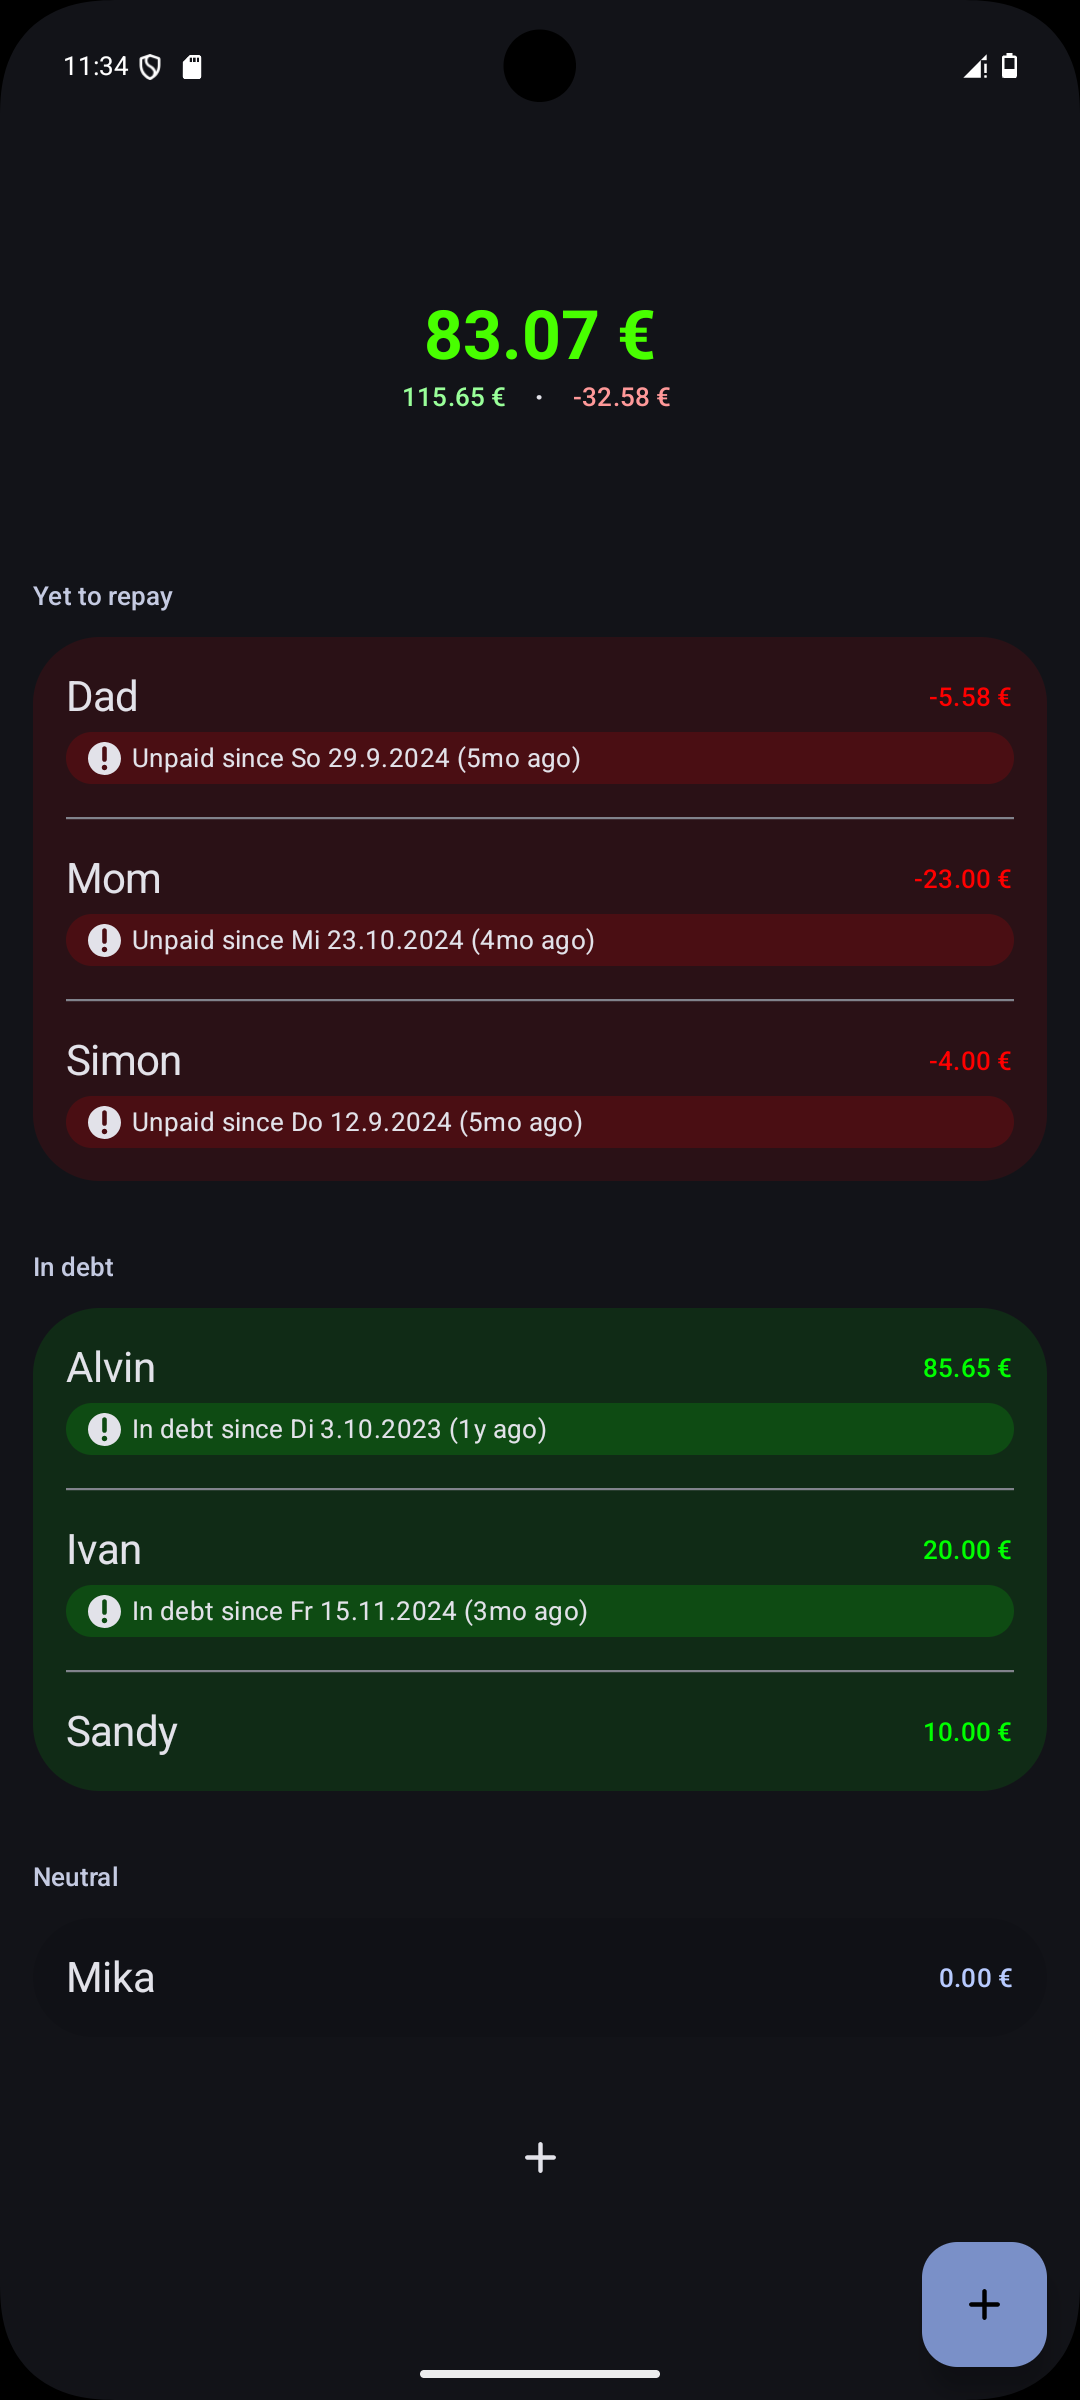 11:34
83.07 €
115.65 € · -32.58 €
Yet to repay
Dad -5.58 €
Unpaid since So 29.9.2024 (5mo ago)
Mom -23.00 €
Unpaid since Mi 23.10.2024 (4mo ago)
Simon -4.00 €
Unpaid since Do 12.9.2024 (5mo ago)
In debt
Alvin 85.65 €
In debt since Di 3.10.2023 (1y ago)
Ivan 20.00 €
In debt since Fr 15.11.2024 (3mo ago)
Sandy 10.00 €
Neutral
Mika 0.00 €